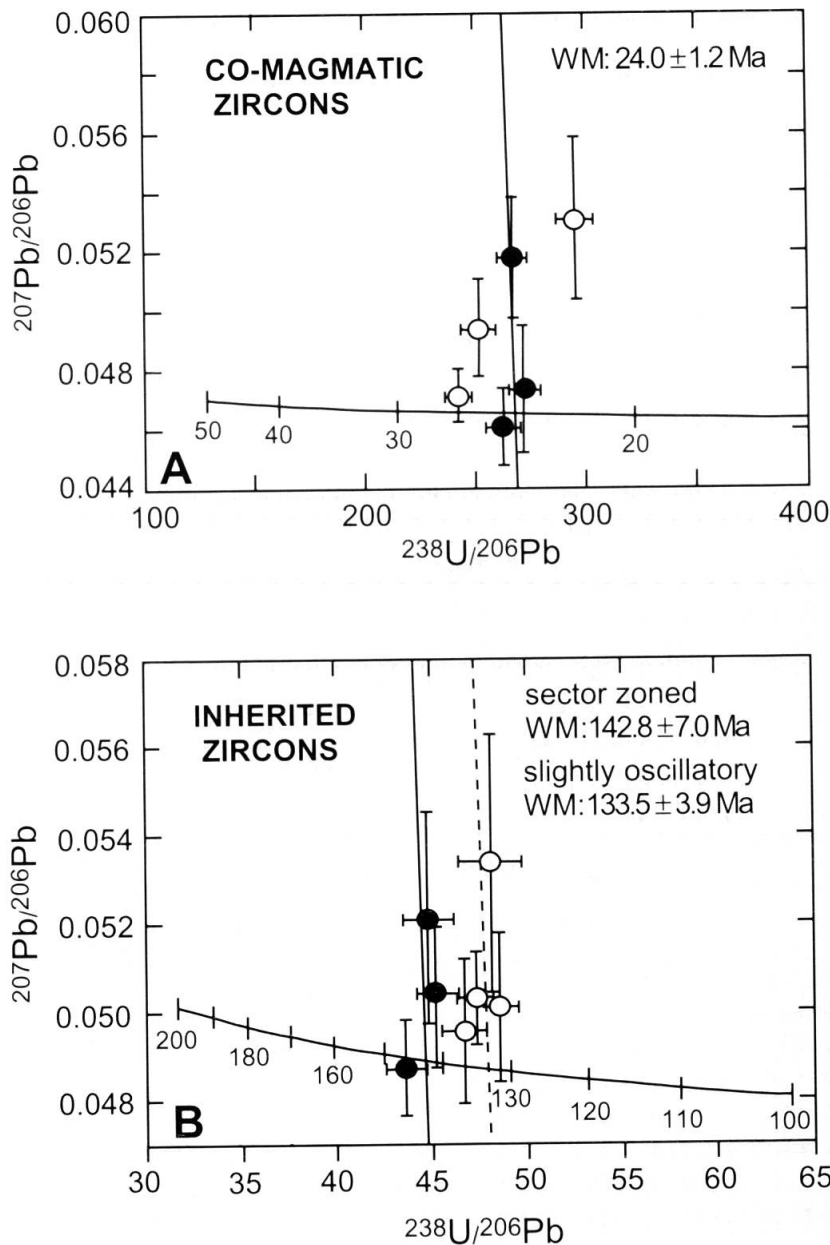 0.060
CO-MAGMATIC
ZIRCONS
WM: 24.0 ± 1.2 Ma
0.056
0.052
0.048
0.044
207Pb/206Pb
50
40
30
20
A
100
200
300
400
238U/206Pb
0.058
INHERITED
ZIRCONS
sector zoned
WM:142.8 ± 7.0 Ma
slightly oscillatory
WM:133.5 ± 3.9 Ma
0.056
0.054
0.052
0.050
0.048
207Pb/206Pb
200
180
160
130
120
110
100
B
30
35
40
45
50
55
60
65
238U/206Pb